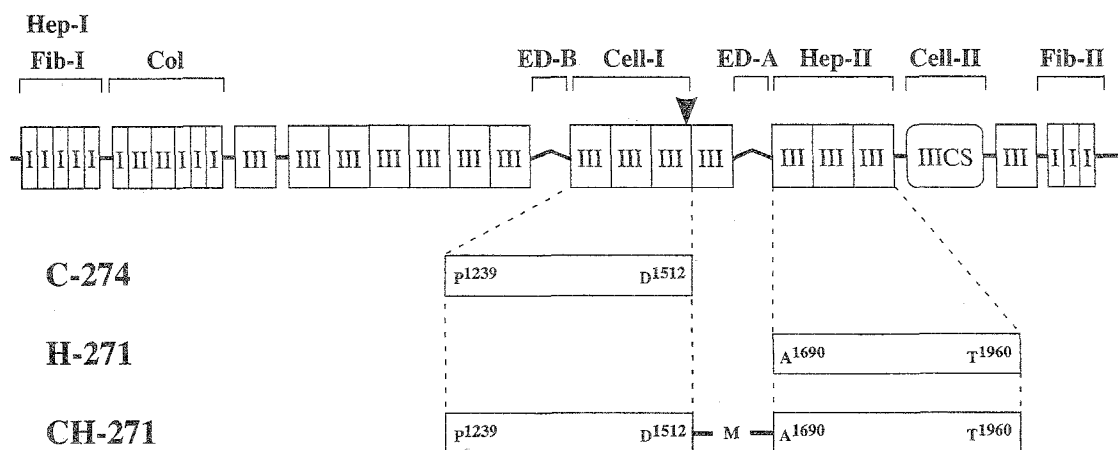 Hep-I
Fib-I Col ED-B Cell-I ED-A Hep-II Cell-II Fib-II
I I I I I I II II I I I III III III III III III III III III III III III III III IIICS III I I I
C-274 P1239 D1512
H-271 A1690 T1960
CH-271 P1239 D1512 M A1690 T1960